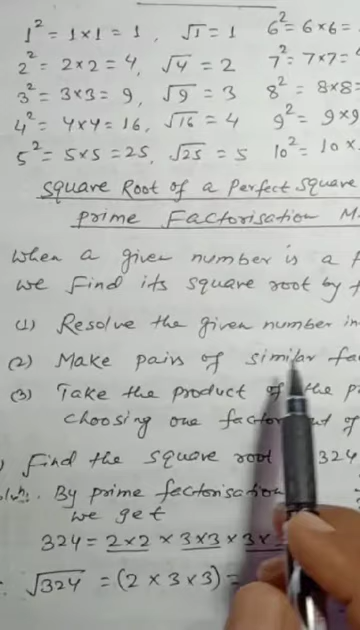 1² = 1×1 = 1, √1 = 1 6² = 6×6 =
2² = 2×2 = 4, √4 = 2 7² = 7×7 =
3² = 3×3 = 9, √9 = 3 8² = 8×8 =
4² = 4×4 = 16, √16 = 4 9² = 9×9
5² = 5×5 = 25, √25 = 5 10² = 10×
Square Root of a Perfect Square
Prime Factorisation M
When a given number is a
we find its square root by
(1) Resolve the given number in
(2) Make pairs of similar fa
(3) Take the product of the
choosing one factor of
Find the square root 324
By prime factorisation
we get
324 = 2×2 × 3×3 × 3×
√324 = (2 × 3 × 3) =